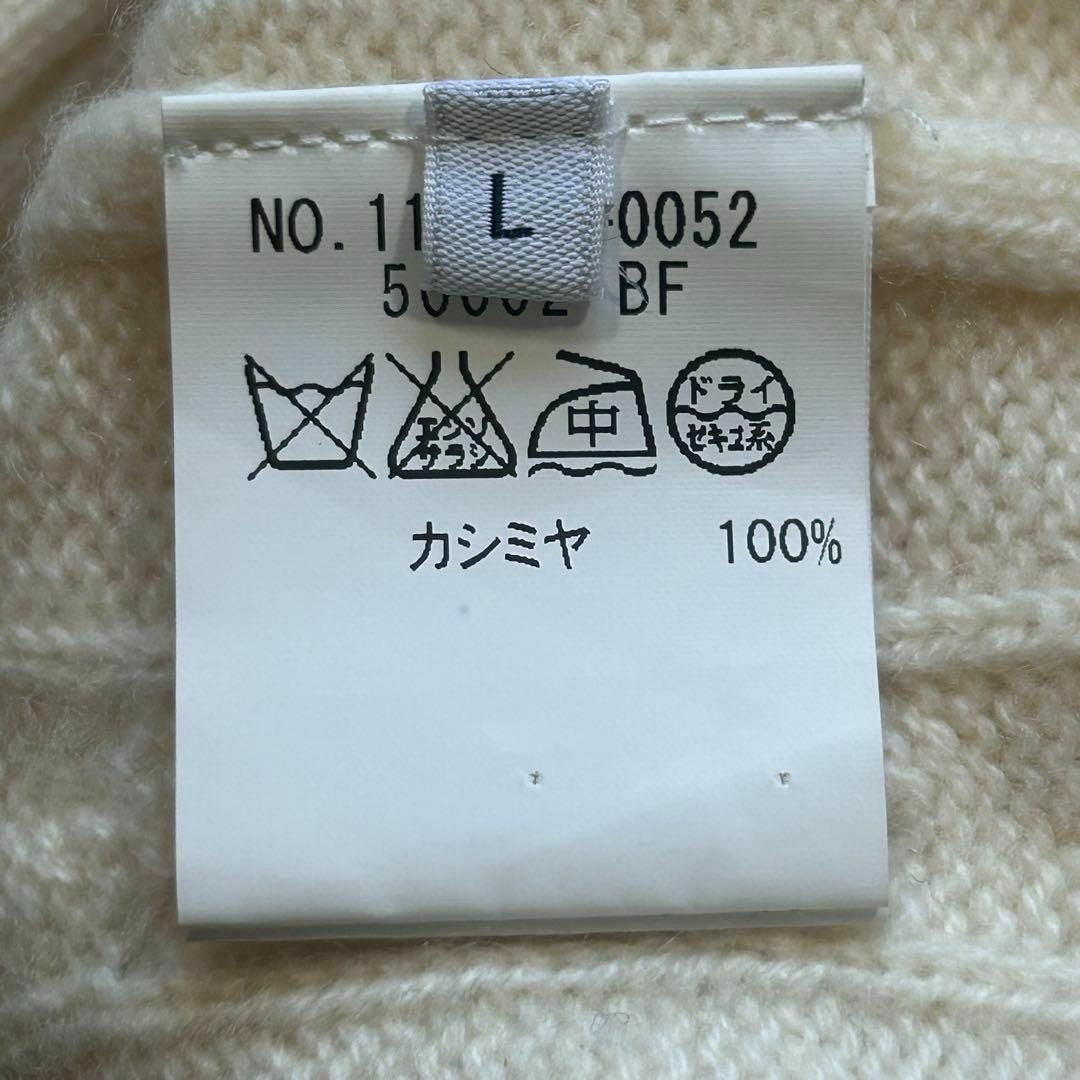 L
NO. 11 -0052
BF
エンソ
サラシ
中
ドライ
セキユ系
カシミヤ 100%